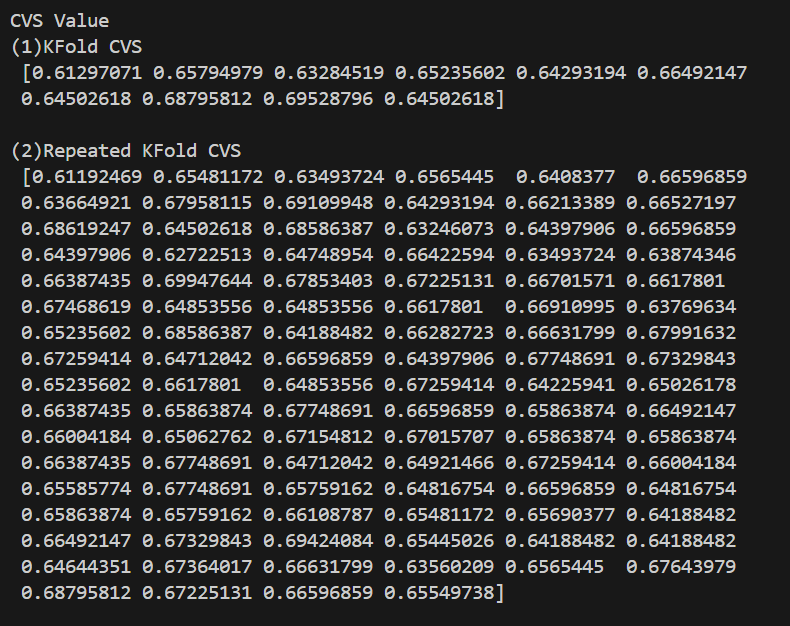 CVS Value
(1)KFold CVS
[0.61297071 0.65794979 0.63284519 0.65235602 0.64293194 0.66492147
0.64502618 0.68795812 0.69528796 0.64502618]
(2)Repeated KFold CVS
[0.61192469 0.65481172 0.63493724 0.6565445 0.6408377 0.66596859
0.63664921 0.67958115 0.69109948 0.64293194 0.66213389 0.66527197
0.68619247 0.64502618 0.68586387 0.63246073 0.64397906 0.66596859
0.64397906 0.62722513 0.64748954 0.66422594 0.63493724 0.63874346
0.66387435 0.69947644 0.67853403 0.67225131 0.66701571 0.6617801
0.67468619 0.64853556 0.64853556 0.6617801 0.66910995 0.63769634
0.65235602 0.68586387 0.64188482 0.66282723 0.66631799 0.67991632
0.67259414 0.64712042 0.66596859 0.64397906 0.67748691 0.67329843
0.65235602 0.6617801 0.64853556 0.67259414 0.64225941 0.65026178
0.66387435 0.65863874 0.67748691 0.66596859 0.65863874 0.66492147
0.66004184 0.65062762 0.67154812 0.67015707 0.65863874 0.65863874
0.66387435 0.67748691 0.64712042 0.64921466 0.67259414 0.66004184
0.65585774 0.67748691 0.65759162 0.64816754 0.66596859 0.64816754
0.65863874 0.65759162 0.66108787 0.65481172 0.65690377 0.64188482
0.66492147 0.67329843 0.69424084 0.65445026 0.64188482 0.64188482
0.64644351 0.67364017 0.66631799 0.63560209 0.6565445 0.67643979
0.68795812 0.67225131 0.66596859 0.65549738]